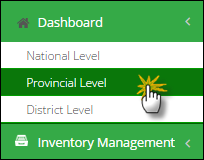 Dashboard
National Level
Provincial Level
District Level
Inventory Management